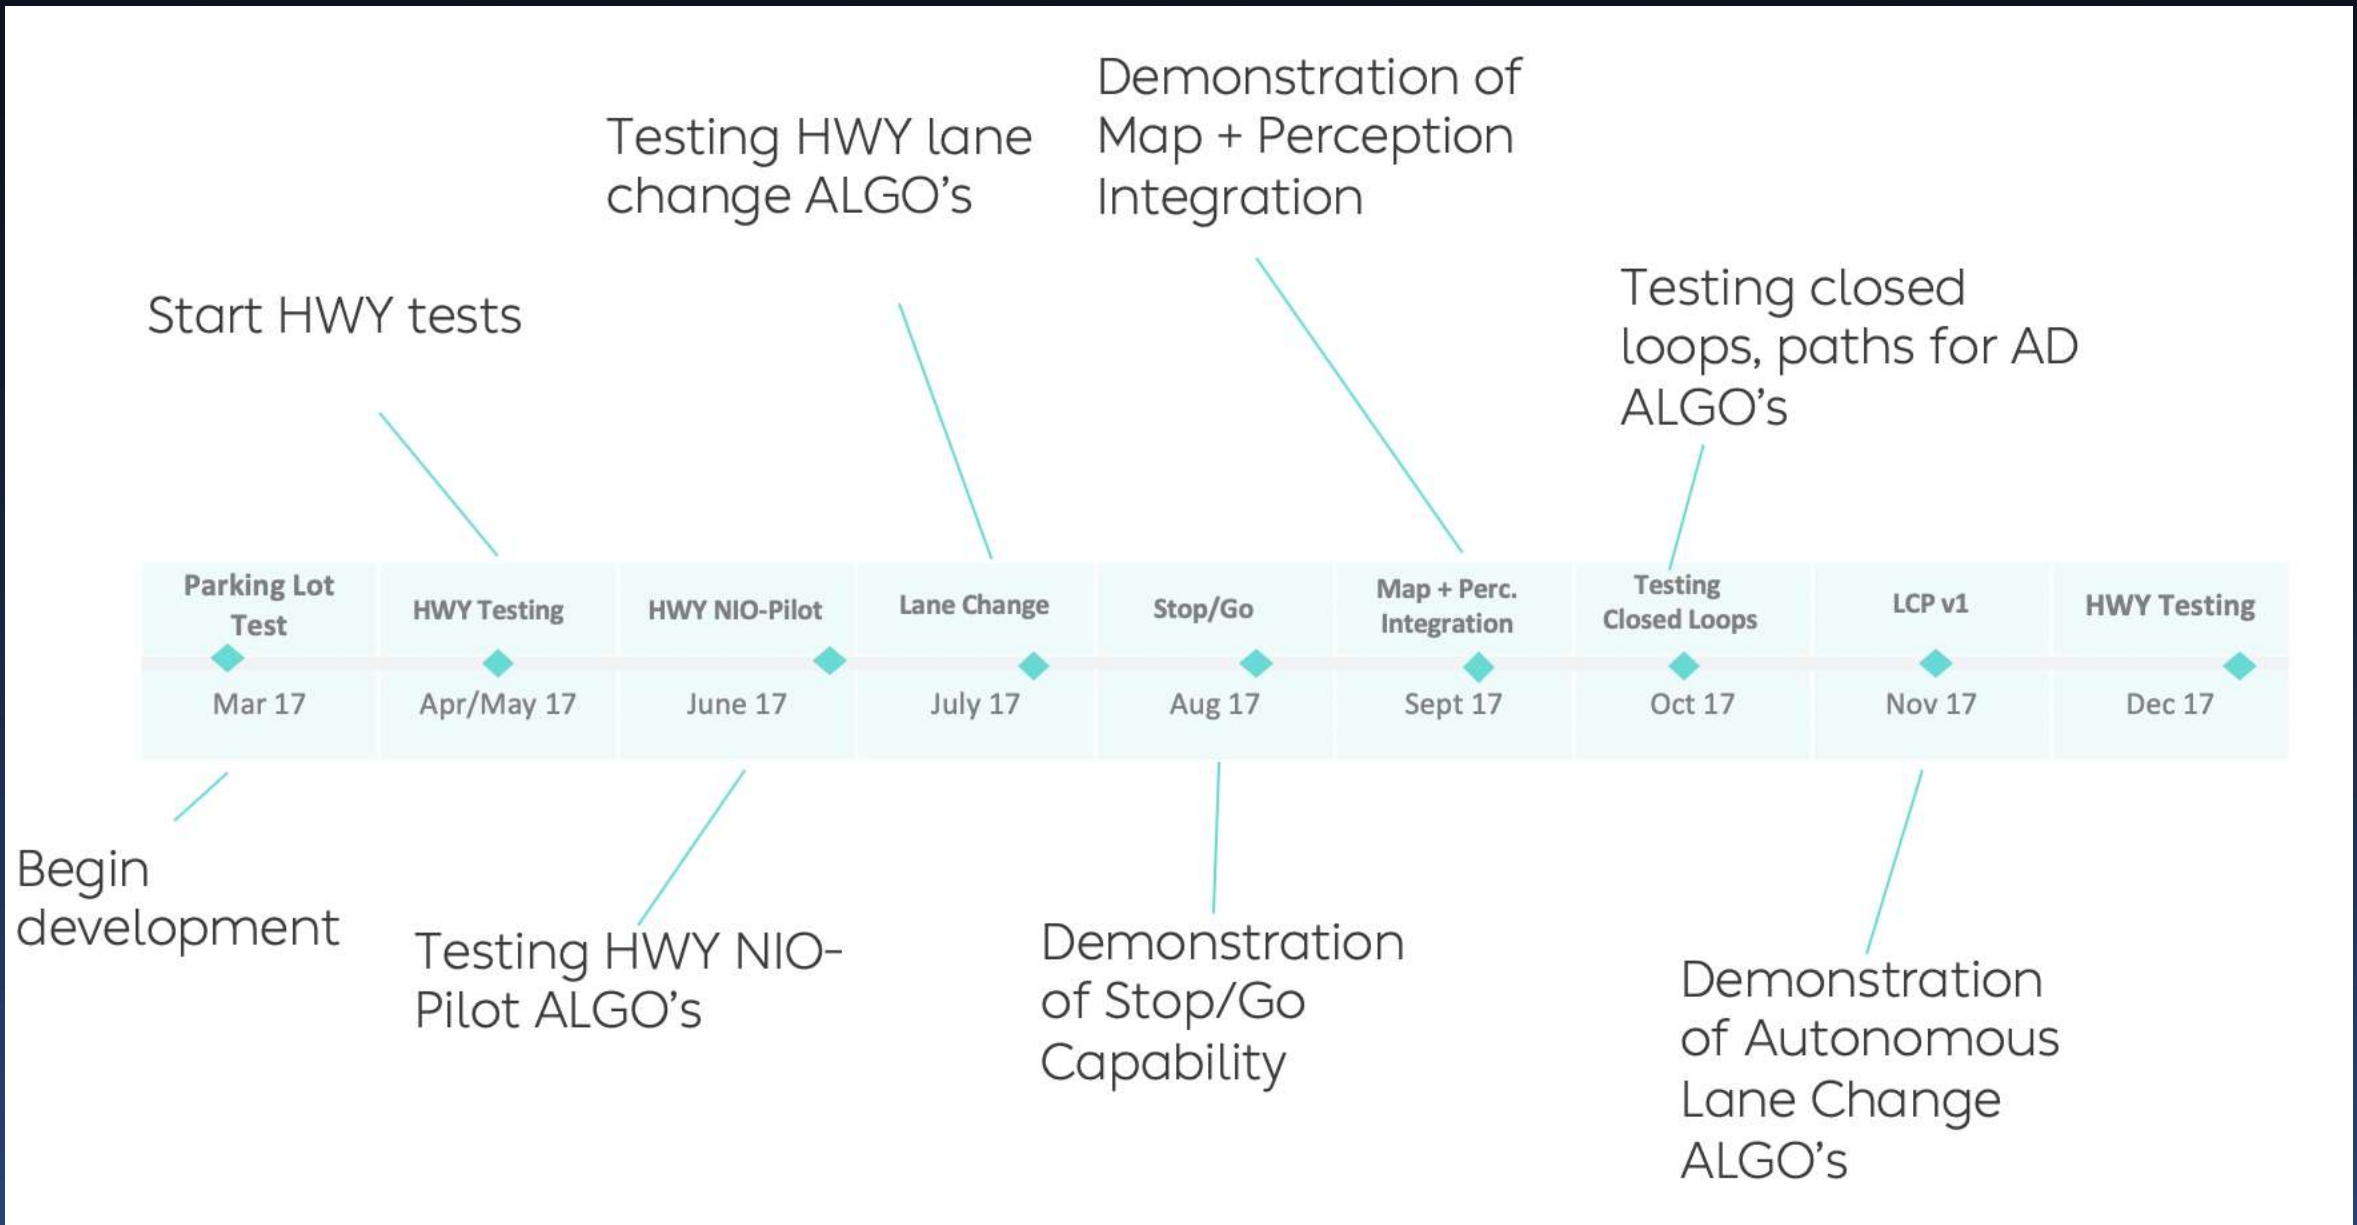 Demonstration of
Map + Perception
Integration
Testing HWY lane
change ALGO's
Testing closed
loops, paths for AD
ALGO's
Start HWY tests
Parking Lot
Test
HWY Testing
HWY NIO-Pilot
Lane Change
Stop/Go
Map + Perc.
Integration
Testing
Closed Loops
LCP v1
HWY Testing
Mar 17
Apr/May 17
June 17
July 17
Aug 17
Sept 17
Oct 17
Nov 17
Dec 17
Begin
development
Testing HWY NIO-
Pilot ALGO's
Demonstration
of Stop/Go
Capability
Demonstration
of Autonomous
Lane Change
ALGO's